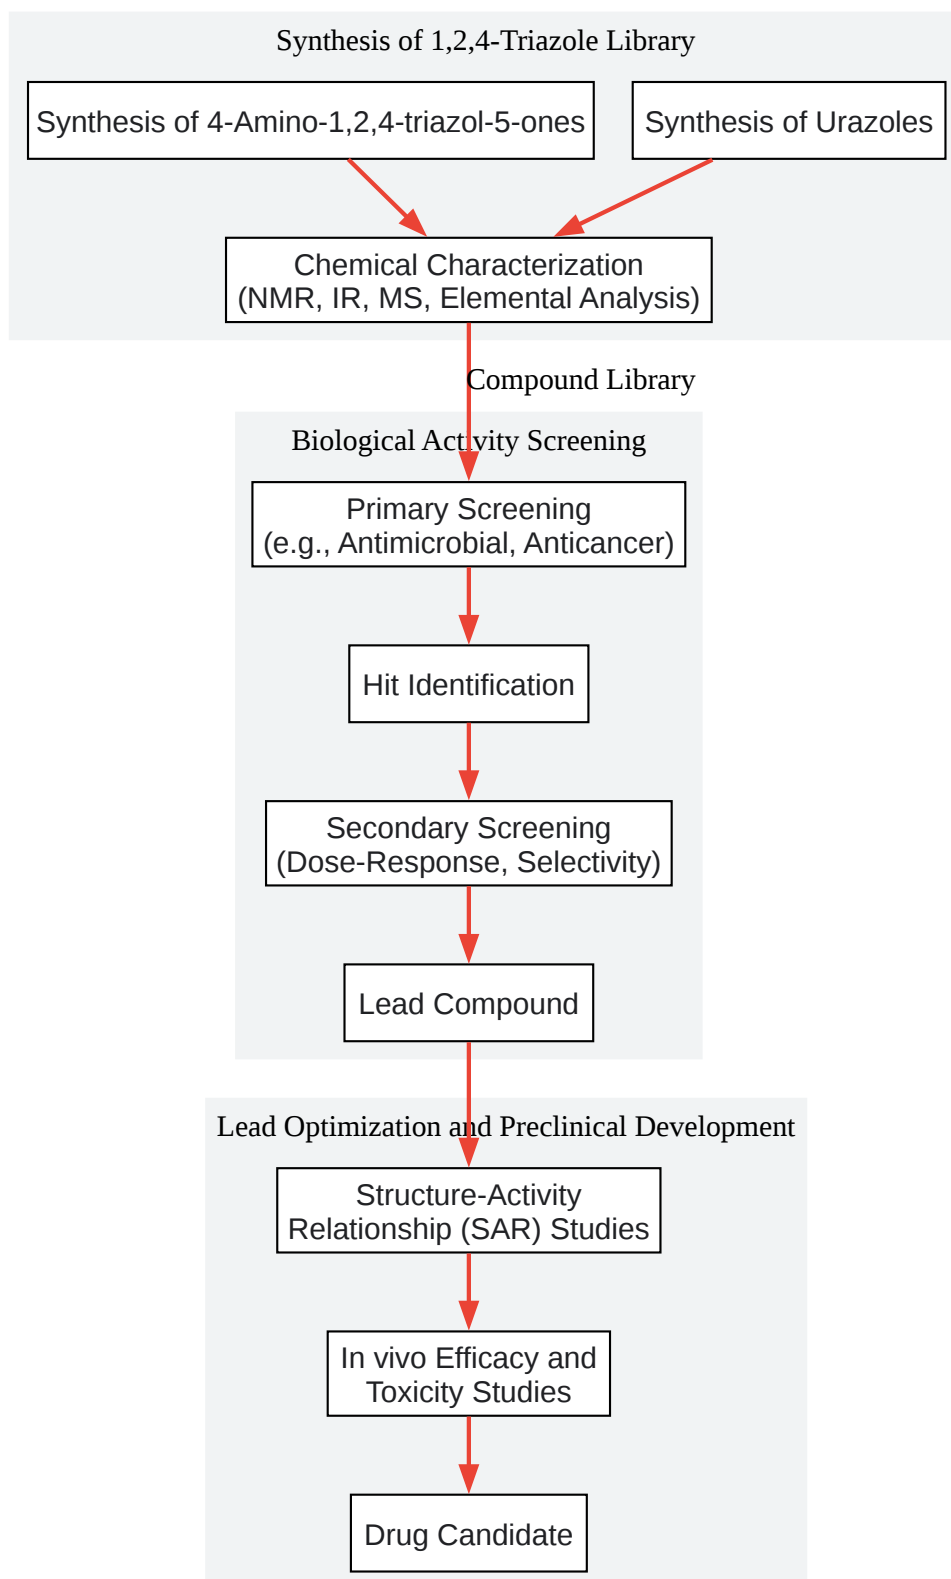 Synthesis of 1,2,4-Triazole Library
Synthesis of 4-Amino-1,2,4-triazol-5-ones
Synthesis of Urazoles
Chemical Characterization
(NMR, IR, MS, Elemental Analysis)
Compound Library
Biological Activity Screening
Primary Screening
(e.g., Antimicrobial, Anticancer)
Hit Identification
Secondary Screening
(Dose-Response, Selectivity)
Lead Compound
Lead Optimization and Preclinical Development
Structure-Activity
Relationship (SAR) Studies
In vivo Efficacy and
Toxicity Studies
Drug Candidate